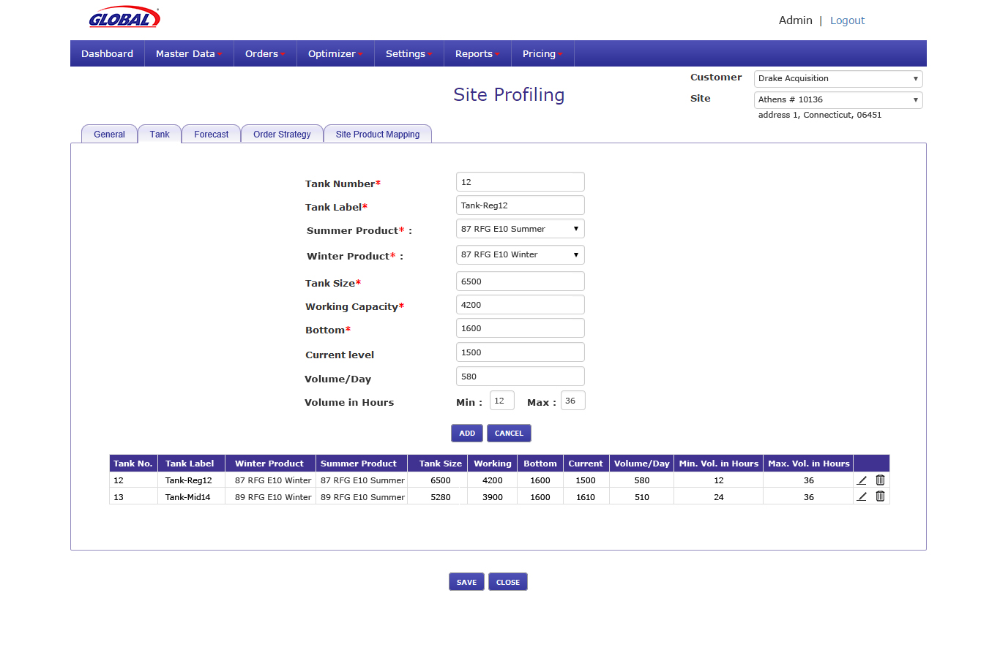 GLOBAL
Admin | Logout
Dashboard Master Data Orders Optimizer Settings Reports Pricing
Customer Drake Acquisition
Site Profiling
Site Athens # 10136
address 1, Connecticut, 06451
General Tank Forecast Order Strategy Site Product Mapping
Tank Number* 12
Tank Label* Tank-Reg12
Summer Product* : 87 RFG E10 Summer
Winter Product* : 87 RFG E10 Winter
Tank Size* 6500
Working Capacity* 4200
Bottom* 1600
Current level 1500
Volume/Day 580
Volume in Hours Min : 12 Max : 36
ADD CANCEL
Tank No. Tank Label Winter Product Summer Product Tank Size Working Bottom Current Volume/Day Min. Vol. in Hours Max. Vol. in Hours
12 Tank-Reg12 87 RFG E10 Winter 87 RFG E10 Summer 6500 4200 1600 1500 580 12 36
13 Tank-Mid14 89 RFG E10 Winter 89 RFG E10 Summer 5280 3900 1600 1610 510 24 36
SAVE CLOSE